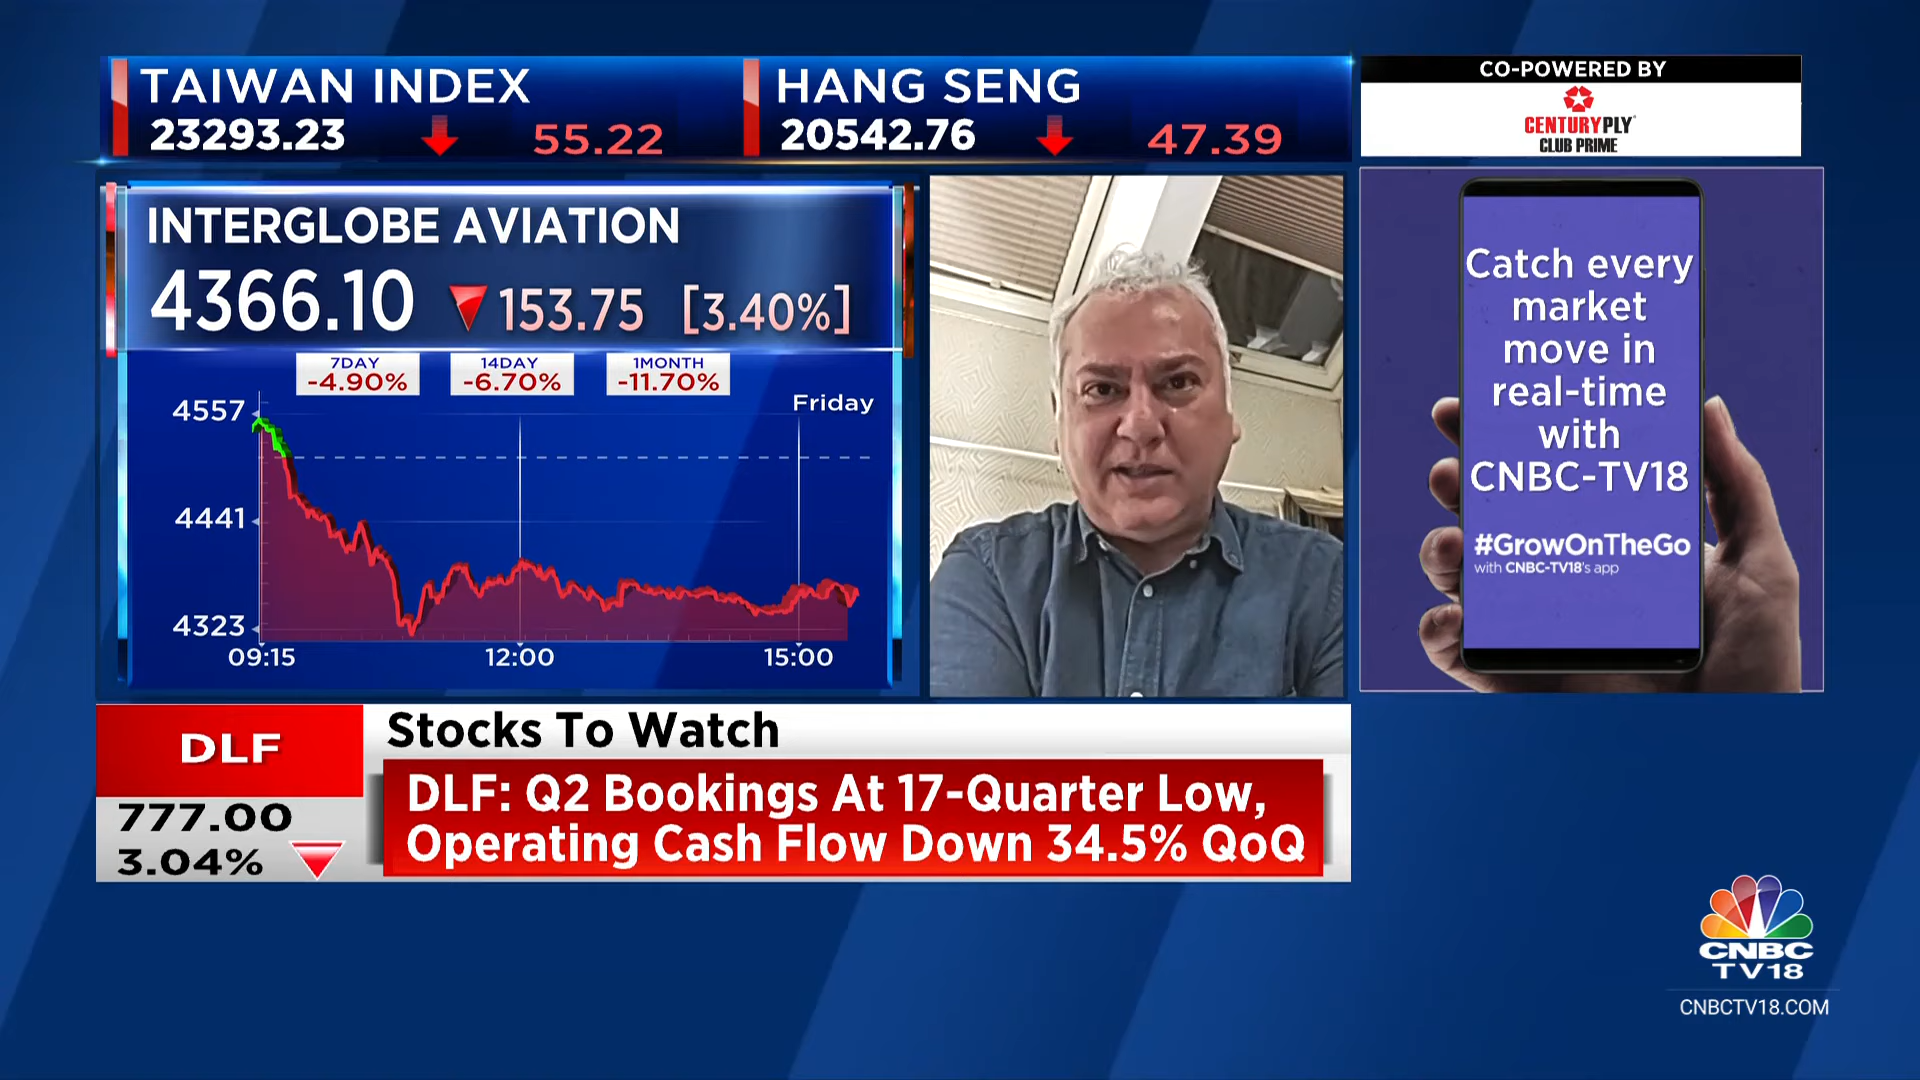 TAIWAN INDEX
23293.23 55.22
HANG SENG
20542.76 47.39
CO-POWERED BY
CENTURYPLY
CLUB PRIME
INTERGLOBE AVIATION
4366.10 153.75 [3.40%]
7DAY
-4.90%
14DAY
-6.70%
1MONTH
-11.70%
Friday
4557
4441
4323
09:15 12:00 15:00
Catch every
market
move in
real-time
with
CNBC-TV18
#GrowOnTheGo
with CNBC-TV18's app
DLF
777.00
3.04%
Stocks To Watch
DLF: Q2 Bookings At 17-Quarter Low,
Operating Cash Flow Down 34.5% QoQ
CNBC
TV18
CNBCTV18.COM